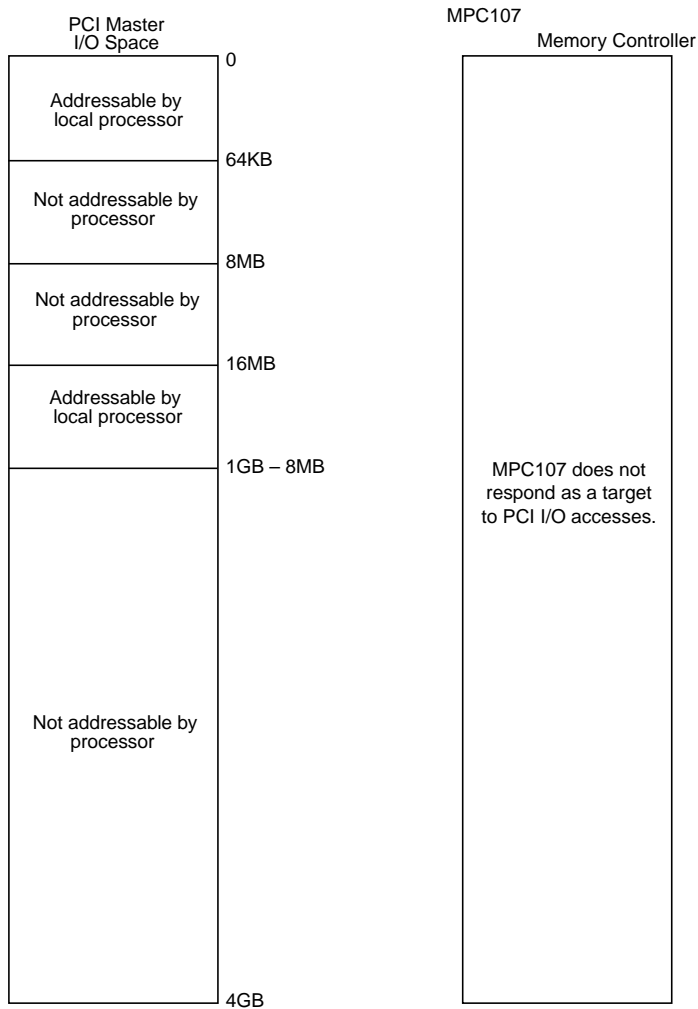 PCI Master
I/O Space
0
Addressable by
local processor
64KB
Not addressable by
processor
8MB
Not addressable by
processor
16MB
Addressable by
local processor
1GB – 8MB
Not addressable by
processor
4GB
MPC107
Memory Controller
MPC107 does not
respond as a target
to PCI I/O accesses.